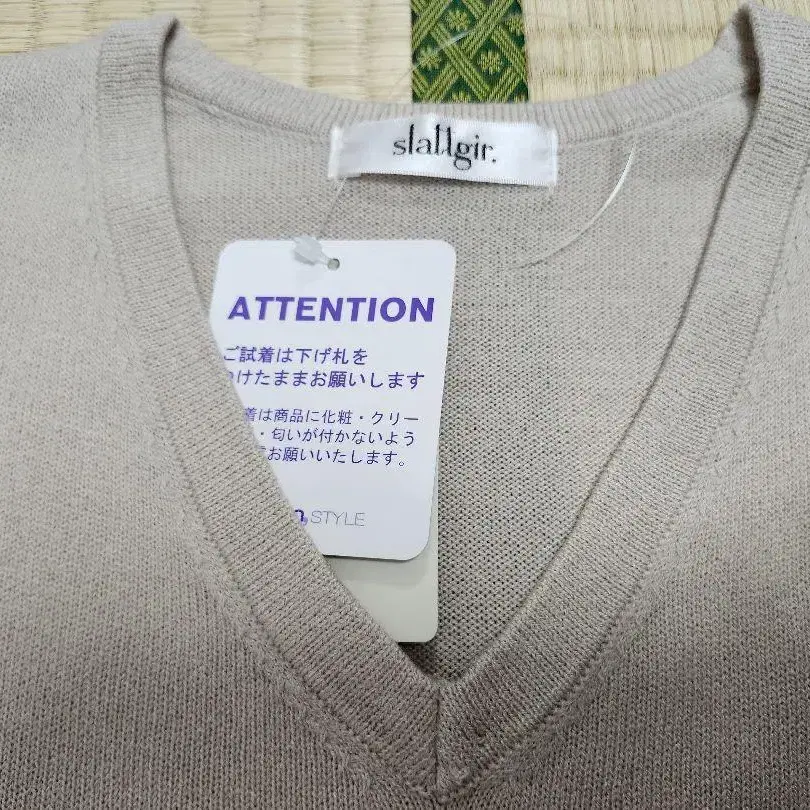 slallgir.
ATTENTION
ご試着は下げ札を
けたままお願いします
着は商品に化粧・クリー
・匂いが付かないよう
お願いいたします。
STYLE